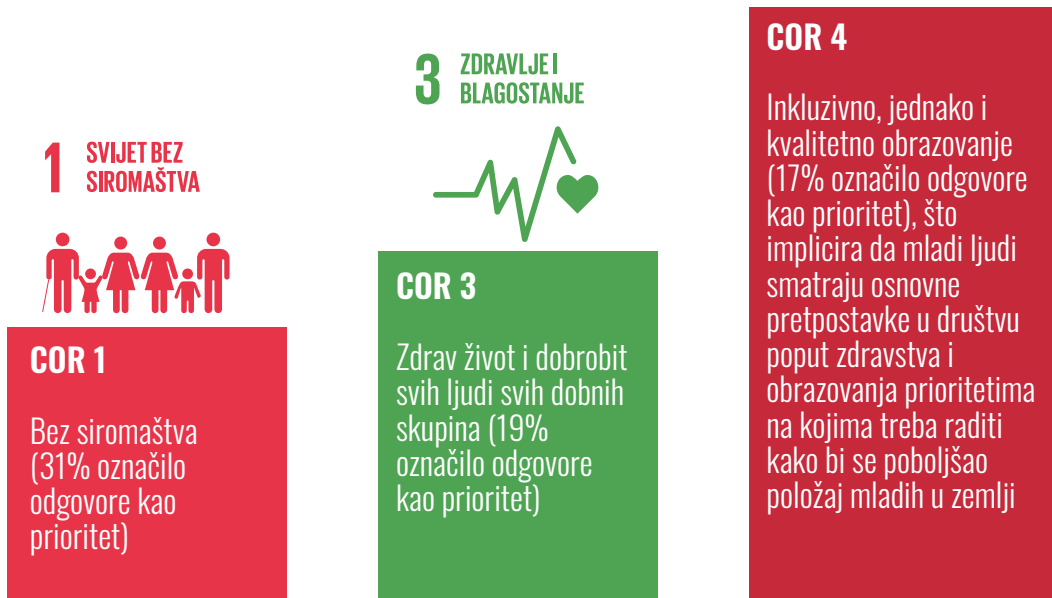 1 SVIJET BEZ
SIROMAŠTVA
COR 1
Bez siromaštva
(31% označilo
odgovore kao
prioritet)
3 ZDRAVLJE I
BLAGOSTANJE
COR 3
Zdrav život i dobrobit
svih ljudi svih dobnih
skupina (19%
označilo odgovore
kao prioritet)
COR 4
Inkluzivno, jednako i
kvalitetno obrazovanje
(17% označilo odgovore
kao prioritet), što
implicira da mladi ljudi
smatraju osnovne
pretpostavke u društvu
poput zdravstva i
obrazovanja prioritetima
na kojima treba raditi
kako bi se poboljšao
položaj mladih u zemlji